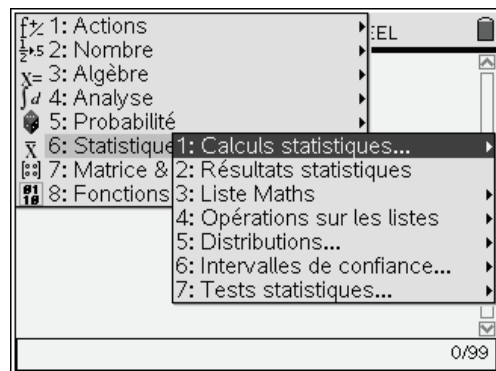 1: Actions
:EEL
2: Nombre
3: Algèbre
4: Analyse
5: Probabilité
6: Statistique
1: Calculs statistiques...
7: Matrice &
2: Résultats statistiques
8: Fonctions
3: Liste Maths
4: Opérations sur les listes
5: Distributions...
6: Intervalles de confiance...
7: Tests statistiques...
0/99